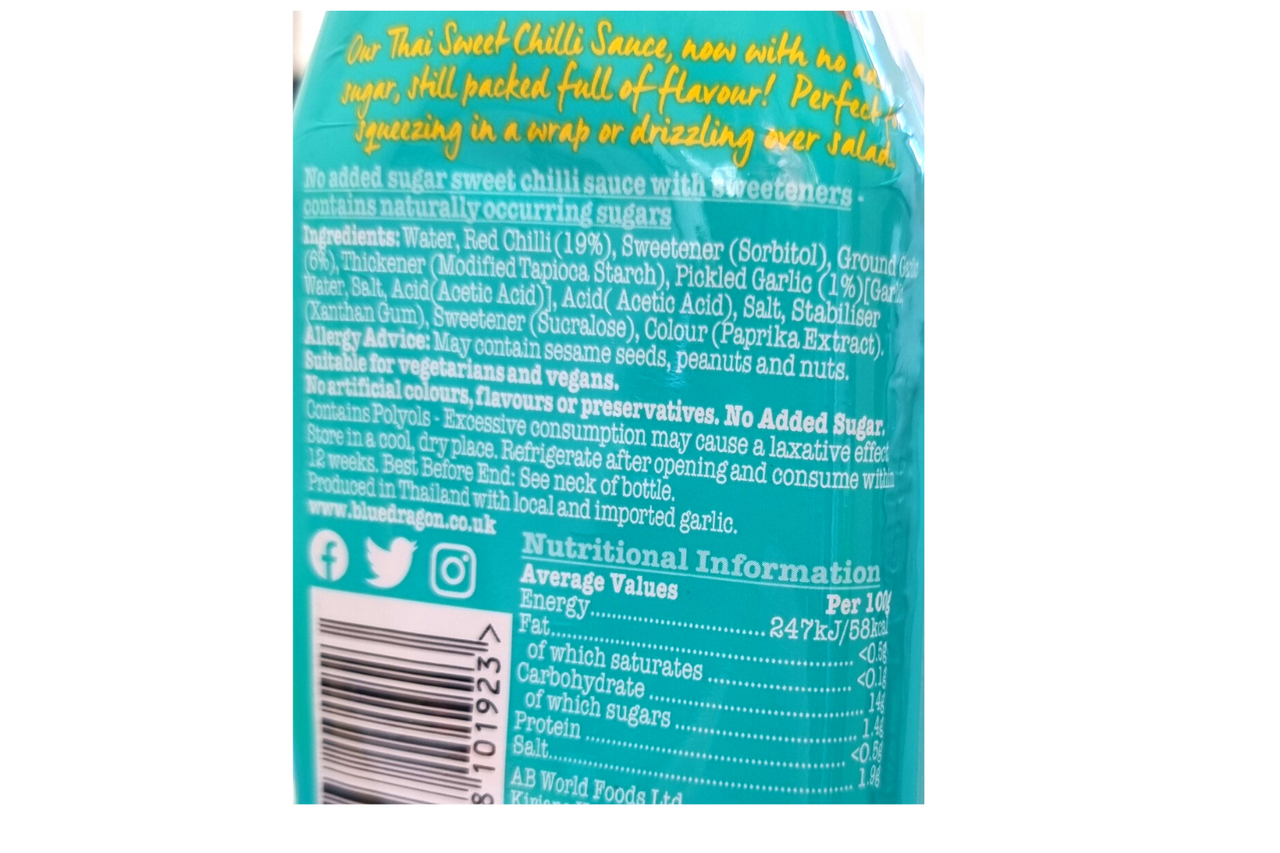 Our Thai Sweet Chilli Sauce, now with no
sugar, still packed full of flavour! Perfect
squeezing in a wrap or drizzling over salad.
No added sugar sweet chilli sauce with sweeteners -
contains naturally occurring sugars
Ingredients: Water, Red Chilli (19%), Sweetener (Sorbitol), Ground
(6%), Thickener (Modified Tapioca Starch), Pickled Garlic (1%)[Garlic
Water, Salt, Acid(Acetic Acid)], Acid( Acetic Acid), Salt, Stabiliser
(Xanthan Gum), Sweetener (Sucralose), Colour (Paprika Extract).
Allergy Advice: May contain sesame seeds, peanuts and nuts.
Suitable for vegetarians and vegans.
No artificial colours, flavours or preservatives. No Added Sugar.
Contains Polyols - Excessive consumption may cause a laxative effect
Store in a cool, dry place. Refrigerate after opening and consume within
12 weeks. Best Before End: See neck of bottle.
Produced in Thailand with local and imported garlic.
www.bluedragon.co.uk
Nutritional Information
Average Values Per 100g
Energy 247kJ/58kcal
Fat <0.5g
of which saturates <0.1g
Carbohydrate 14g
of which sugars 1.4g
Protein <0.5g
Salt 1.9g
AB World Foods Ltd
8 101923 >